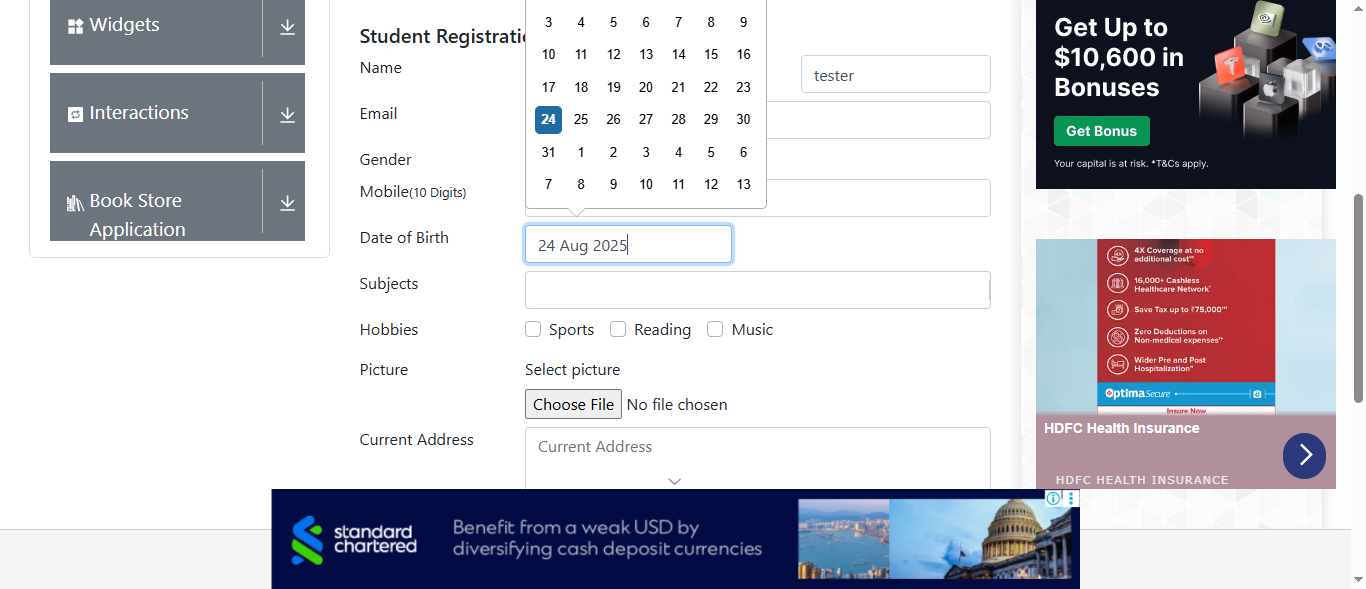 Widgets
Interactions
Book Store
Application
Student Registratio
Name
tester
Email
Gender
Mobile(10 Digits)
3 4 5 6 7 8 9
10 11 12 13 14 15 16
17 18 19 20 21 22 23
24 25 26 27 28 29 30
31 1 2 3 4 5 6
7 8 9 10 11 12 13
Date of Birth
24 Aug 2025
Subjects
Hobbies
Sports Reading Music
Picture
Select picture
Choose File No file chosen
Current Address
Current Address
Get Up to
$10,600 in
Bonuses
Get Bonus
Your capital is at risk. *T&Cs apply.
4X Coverage at no
additional cost**
16,000+ Cashless
Healthcare Network
Save Tax up to ₹75,000***
Zero Deductions on
Non-medical expenses
Wider Pre and Post
Hospitalization
Optima Secure
Insure Now
HDFC Health Insurance
HDFC HEALTH INSURANCE
standard
chartered
Benefit from a weak USD by
diversifying cash deposit currencies